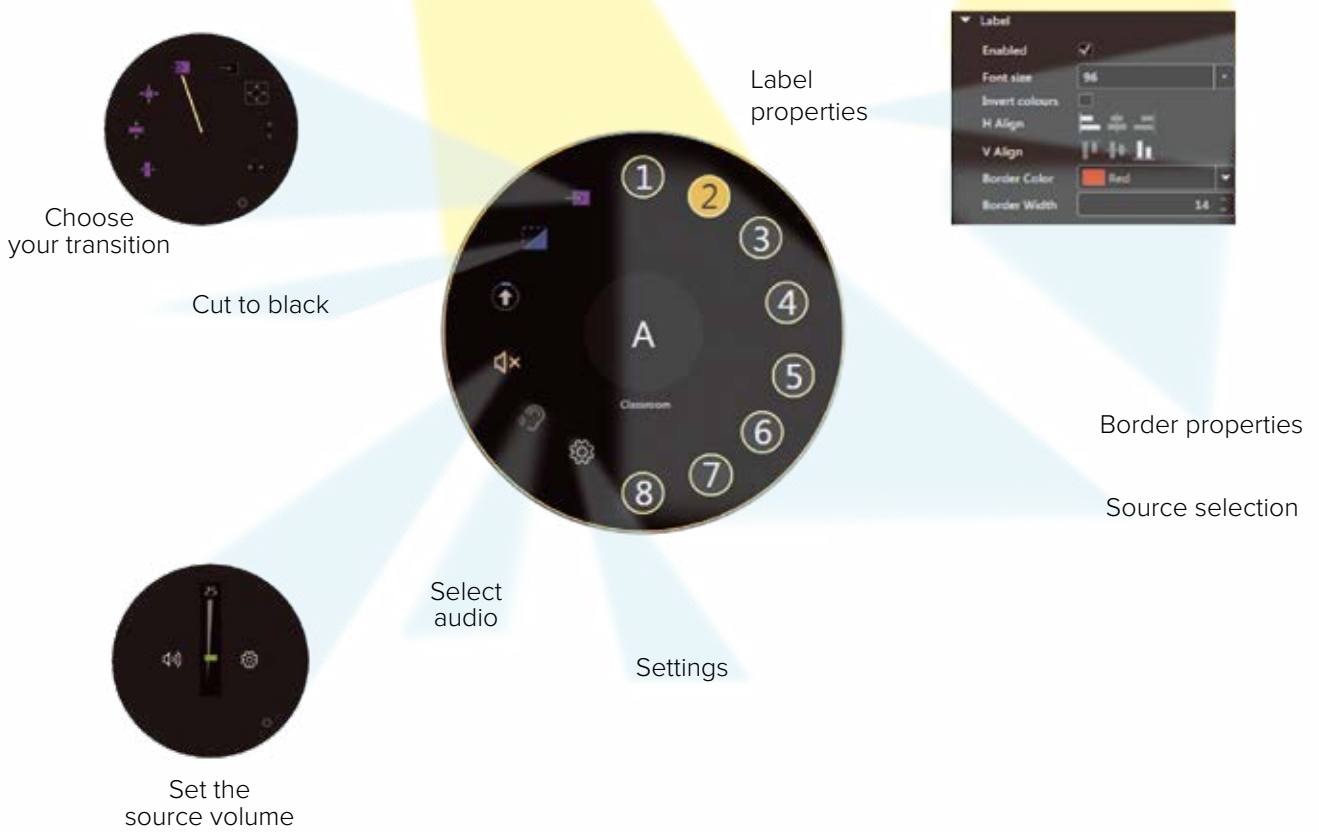 Label
Enabled
Font size 96
Invert colours
H Align
V Align
Border Color Red
Border Width 14
Label
properties
Choose
your transition
Cut to black
1
2
3
4
5
6
7
8
A
Classroom
Border properties
Source selection
Select
audio
Settings
25
Set the
source volume